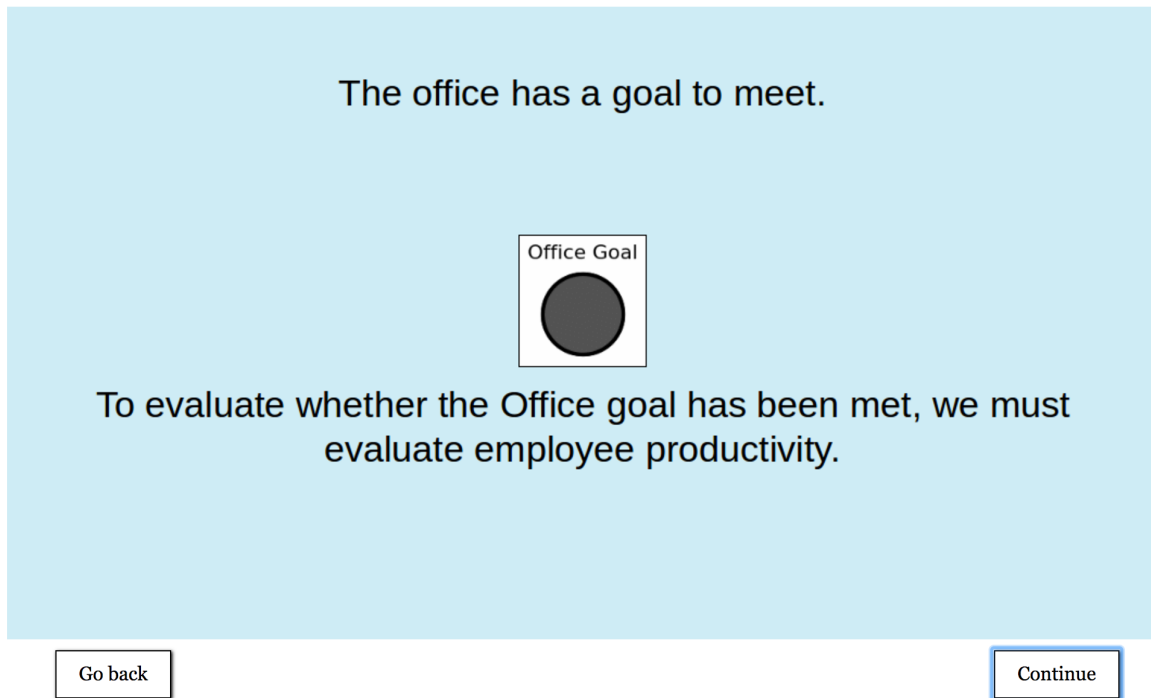 The office has a goal to meet.
Office Goal
To evaluate whether the Office goal has been met, we must
evaluate employee productivity.
Go back
Continue